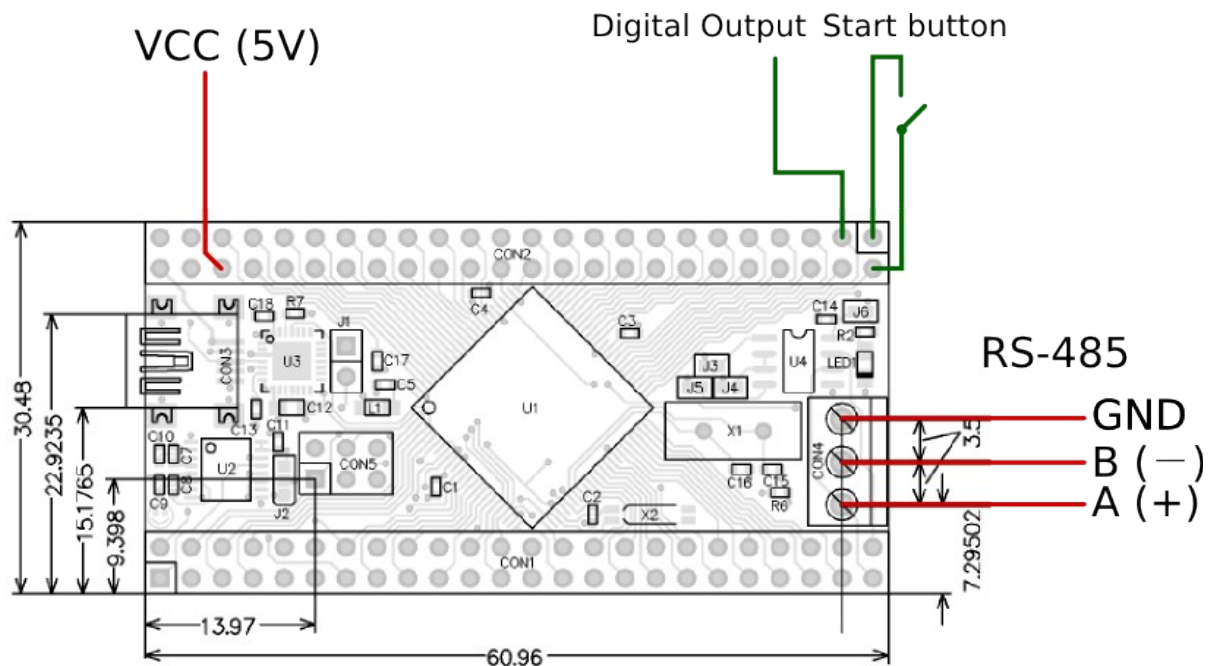 Digital Output Start button
VCC (5V)
CON2
C18
R7
C4
C3
C14
J6
R2
J1
U3
CON3
C17
C5
J3
J5
J4
U4
LED1
RS-485
30.48
22.9235
15.1765
9.398
C13
C12
L1
U1
X1
CON4
3.5
GND
B (—)
A (+)
C10
C7
C11
U2
CON5
C9
C8
J2
C1
C2
X2
C16
C15
R6
7.29502
CON1
13.97
60.96